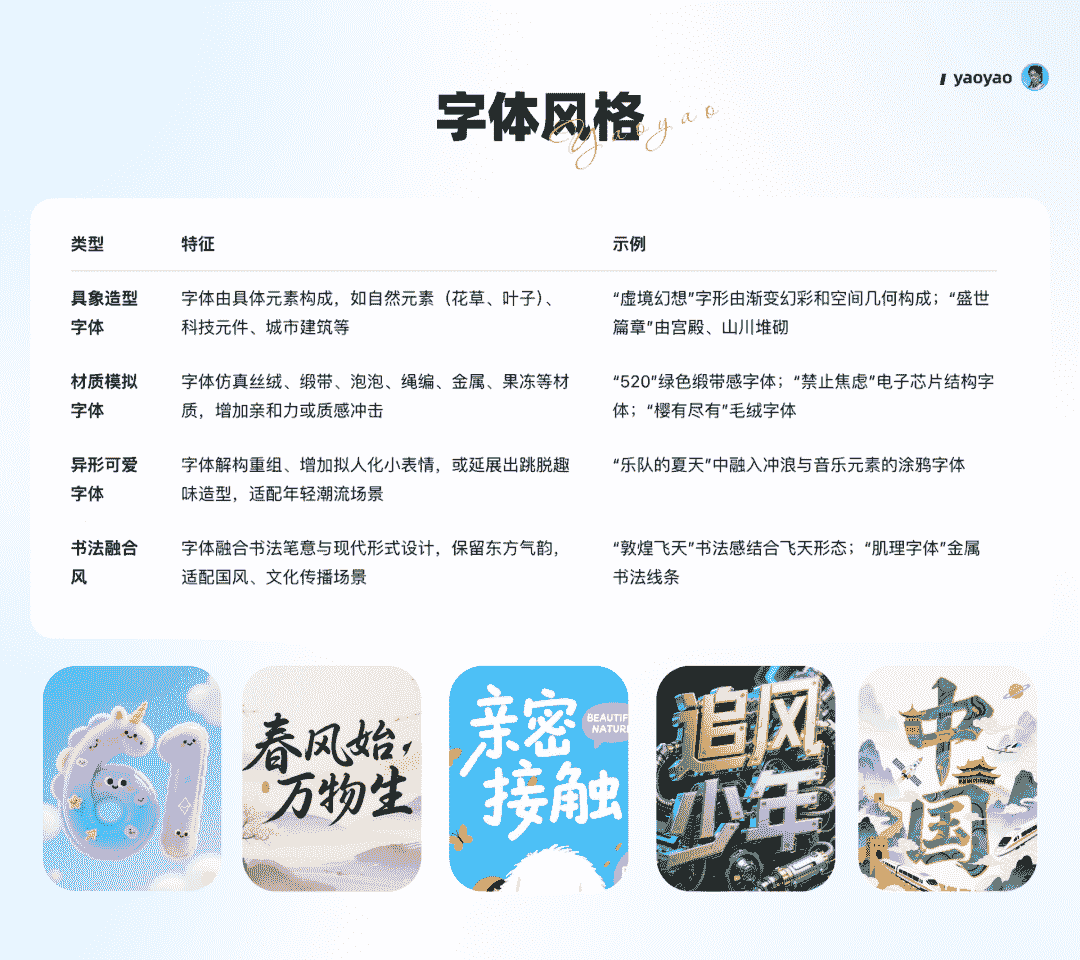 yaoyao
字体风格
Yaoyao
类型 特征 示例
具象造型字体
字体由具体元素构成，如自然元素（花草、叶子）、
科技元件、城市建筑等
“虚境幻想”字形由渐变幻彩和空间几何构成；“盛世
篇章”由宫殿、山川堆砌
材质模拟字体
字体仿真丝绒、缎带、泡泡、绳编、金属、果冻等材
质，增加亲和力或质感冲击
“520”绿色缎带感字体；“禁止焦虑”电子芯片结构字
体；“樱有尽有”毛绒字体
异形可爱字体
字体解构重组、增加拟人化小表情，或延展出跳脱趣
味造型，适配年轻潮流场景
“乐队的夏天”中融入冲浪与音乐元素的涂鸦字体
书法融合风
字体融合书法笔意与现代形式设计，保留东方气韵，
适配国风、文化传播场景
“敦煌飞天”书法感结合飞天形态；“肌理字体”金属
书法线条
61
春风始，
万物生
亲密
接触
BEAUTIF
NATUR
追风
少年
中
国